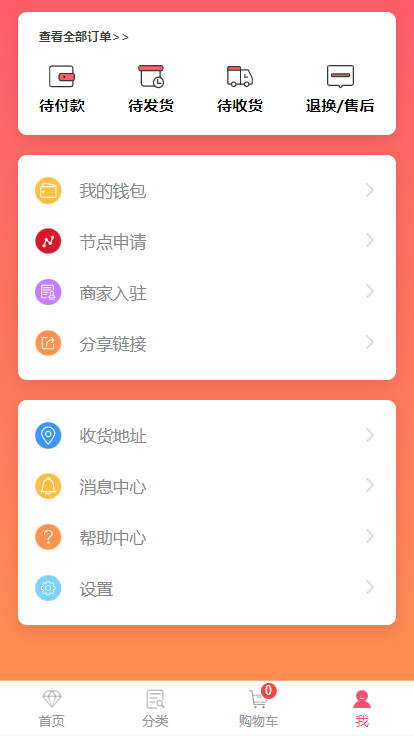 查看全部订单>>
待付款 待发货 待收货 退换/售后
我的钱包
节点申请
商家入驻
分享链接
收货地址
消息中心
帮助中心
设置
0
首页 分类 购物车 我